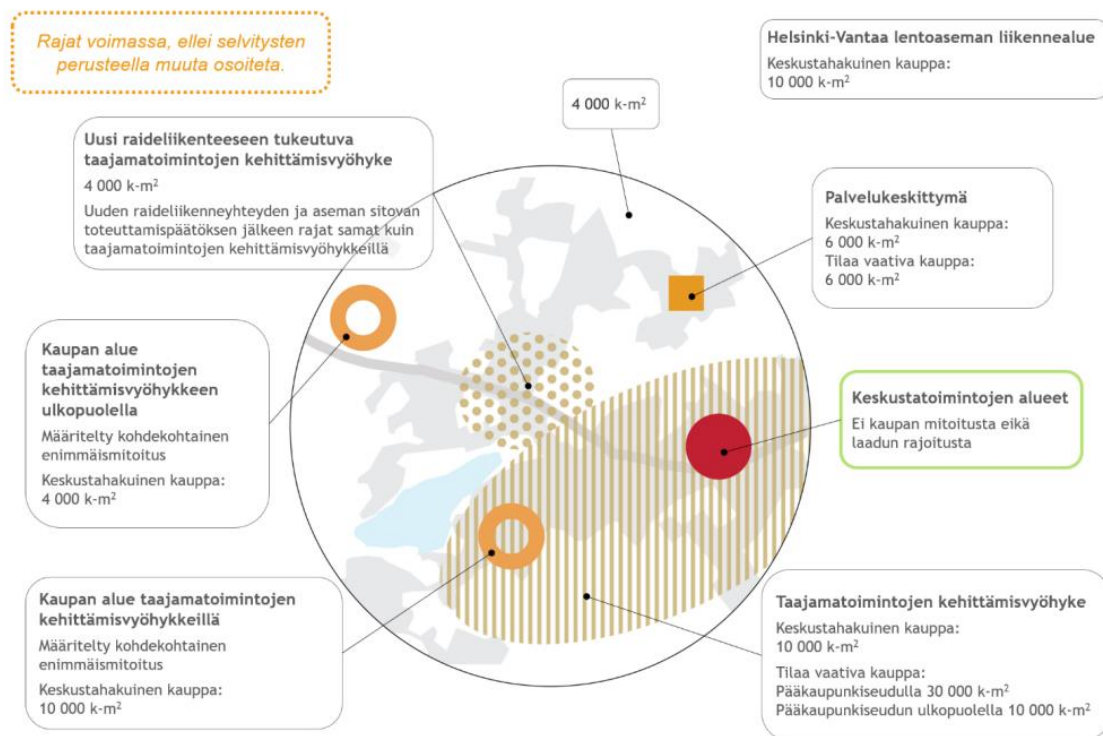 Rajat voimassa, ellei selvitysten
perusteella muuta osoiteta.
Helsinki-Vantaa lentoaseman liikennealue
Keskustahakuinen kauppa:
10 000 k-m²
4 000 k-m²
Uusi raideliikenteeseen tukeutuva
taajamatoimintojen kehittämisvyöhyke
4 000 k-m²
Uuden raideliikenneyhteyden ja aseman sitovan
toteuttamispäätöksen jälkeen rajat samat kuin
taajamatoimintojen kehittämisvyöhykkeillä
Palvelukeskittymä
Keskustahakuinen kauppa:
6 000 k-m²
Tilaa vaativa kauppa:
6 000 k-m²
Kaupan alue
taajamatoimintojen
kehittämisvyöhykkeen
ulkopuolella
Määritelty kohdekohtainen
enimmäismitoitus
Keskustahakuinen kauppa:
4 000 k-m²
Keskustatoimintojen alueet
Ei kaupan mitoitusta eikä
laadun rajoitusta
Kaupan alue taajamatoimintojen
kehittämisvyöhykkeillä
Määritelty kohdekohtainen
enimmäismitoitus
Keskustahakuinen kauppa:
10 000 k-m²
Taajamatoimintojen kehittämisvyöhyke
Keskustahakuinen kauppa:
10 000 k-m²
Tilaa vaativa kauppa:
Pääkaupunkiseudulla 30 000 k-m²
Pääkaupunkiseudun ulkopuolella 10 000 k-m²